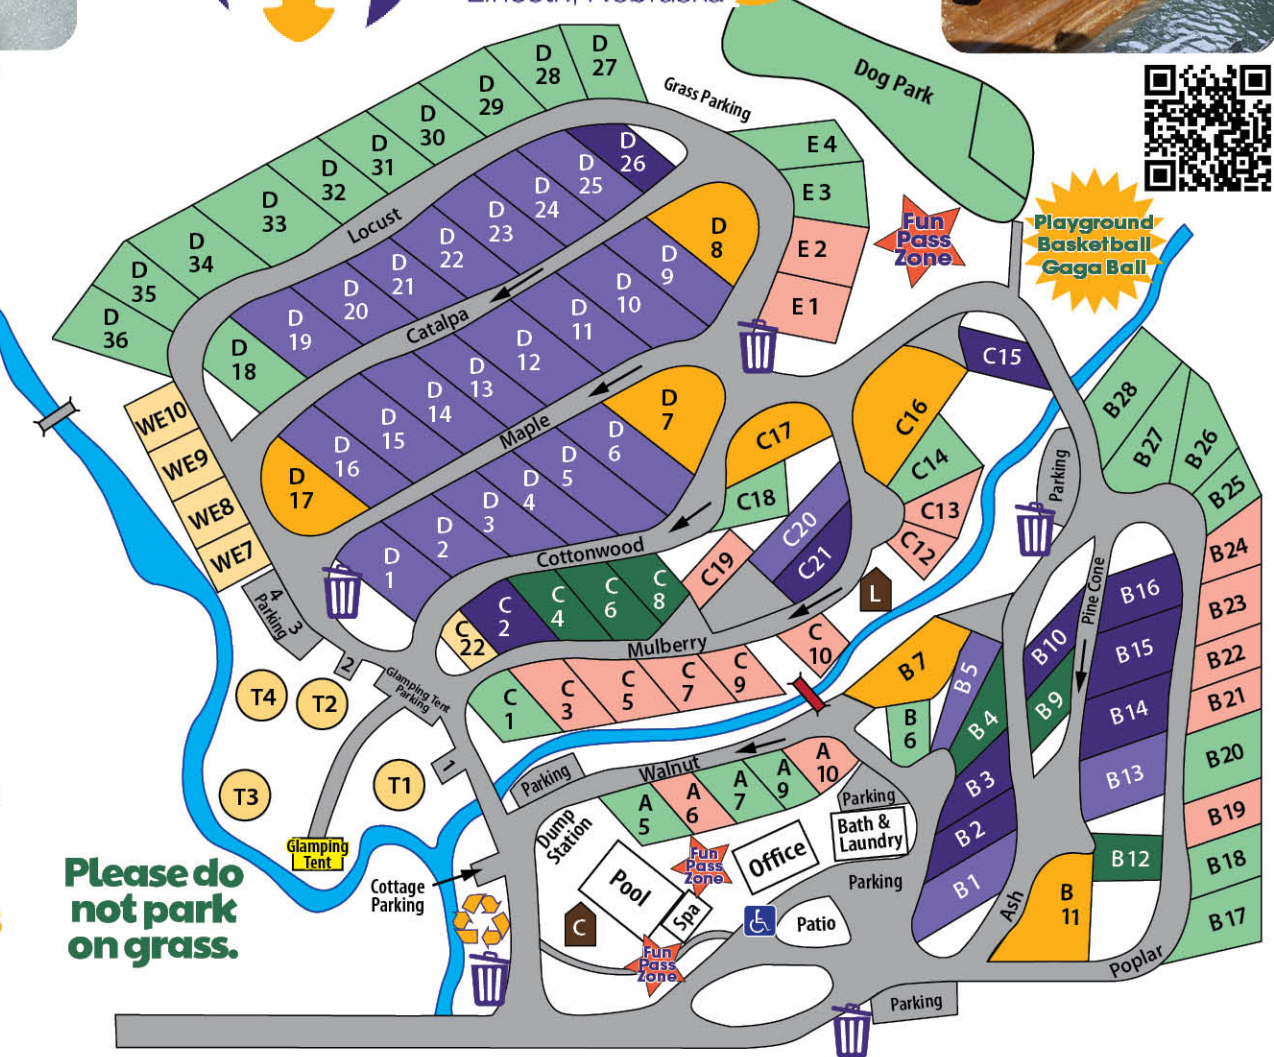 Lincoln, Nebraska
D 27
D 28
D 29
D 30
D 31
D 32
D 33
D 34
D 35
D 36
Grass Parking
Dog Park
E 4
E 3
E 2
E 1
Fun
Pass
Zone
Playground
Basketball
Gaga Ball
Locust
D 26
D 25
D 24
D 23
D 22
D 21
D 20
D 19
D 18
Catalpa
D 8
D 9
D 10
D 11
D 12
D 13
D 14
D 15
D 16
D 17
Maple
D 7
D 6
D 5
D 4
D 3
D 2
D 1
Cottonwood
WE10
WE9
WE8
WE7
4
Parking
3
2
Glamping Tent
Parking
1
T4
T2
T3
T1
Glamping
Tent
C15
C16
C17
C14
C18
C13
C12
C20
C21
C19
C 8
C 6
C 4
C 2
C 22
L
Mulberry
C 10
C 9
C 7
C 5
C 3
C 1
B28
B27
B26
B25
Parking
B24
B23
B22
B21
B20
B19
B18
B17
Pine Cone
B16
B15
B14
B13
B12
B10
B9
B7
B5
B4
B 6
B3
B2
B1
B 11
Ash
Poplar
Walnut
Parking
A 5
A 6
A 7
A 9
A 10
Parking
Dump
Station
Fun
Pass
Zone
Office
Bath &
Laundry
Parking
Pool
Spa
C
Patio
Fun
Pass
Zone
Cottage
Parking
Parking
Please do
not park
on grass.